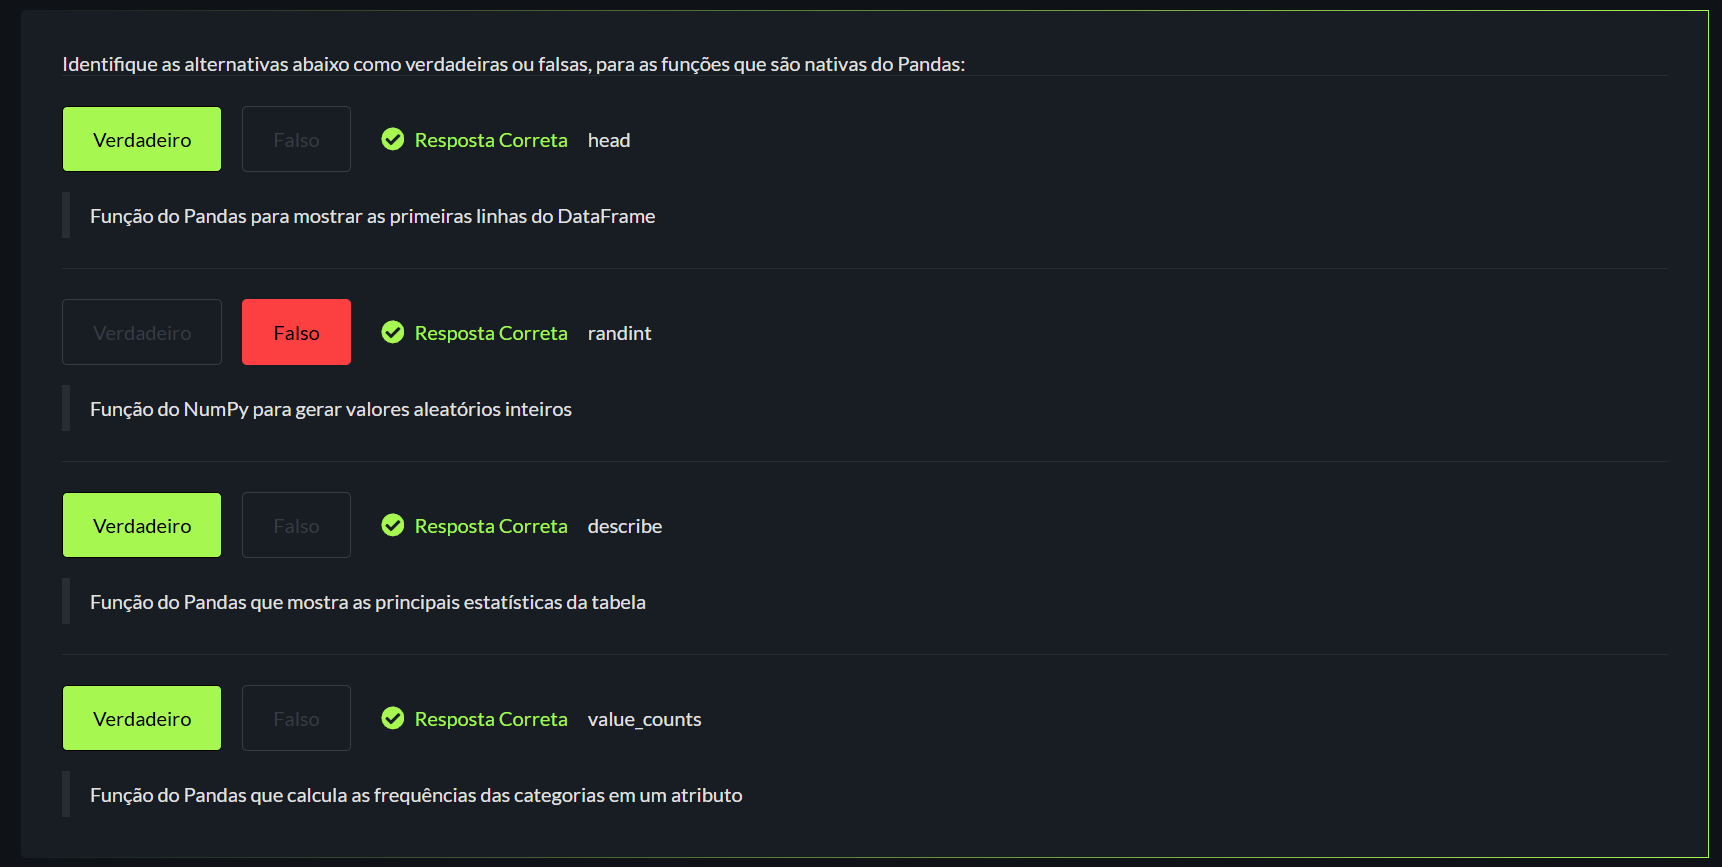 Identifique as alternativas abaixo como verdadeiras ou falsas, para as funções que são nativas do Pandas:
Verdadeiro Falso Resposta Correta head
Função do Pandas para mostrar as primeiras linhas do DataFrame
Verdadeiro Falso Resposta Correta randint
Função do NumPy para gerar valores aleatórios inteiros
Verdadeiro Falso Resposta Correta describe
Função do Pandas que mostra as principais estatísticas da tabela
Verdadeiro Falso Resposta Correta value_counts
Função do Pandas que calcula as frequências das categorias em um atributo